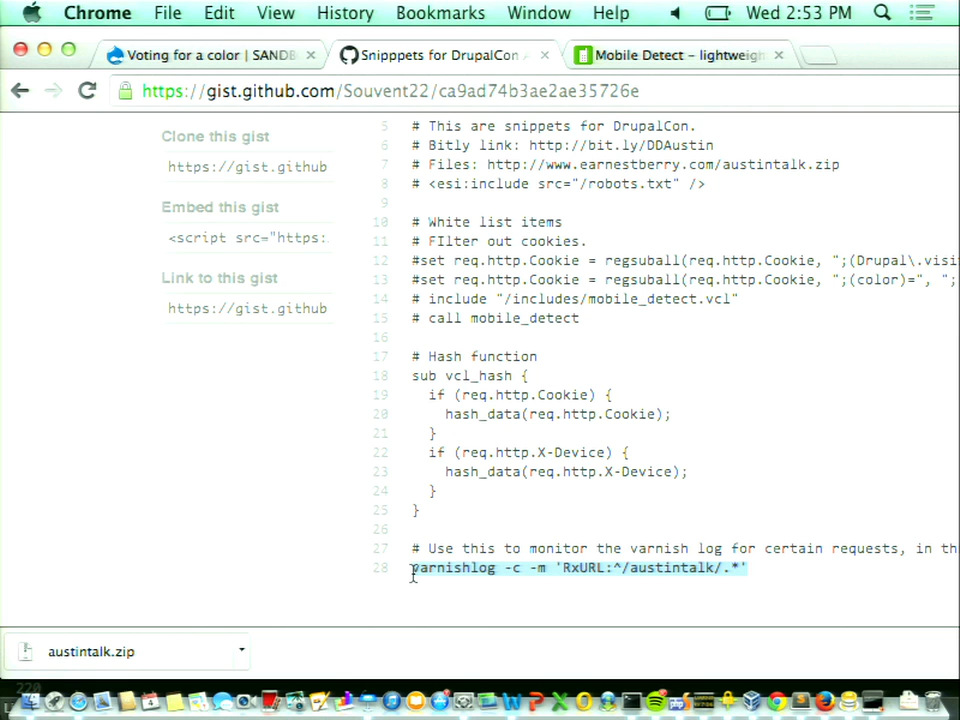 Chrome File Edit View History Bookmarks Window Help Wed 2:53 PM
Voting for a color | SANDB
Snipppets for DrupalCon A
Mobile Detect – lightweigh
https://gist.github.com/Souvent22/ca9ad74b3ae2ae35726e
Clone this gist
https://gist.github
Embed this gist
<script src="https:
Link to this gist
https://gist.github
5 # This are snippets for DrupalCon.
6 # Bitly link: http://bit.ly/DDAustin
7 # Files: http://www.earnestberry.com/austintalk.zip
8 # <esi:include src="/robots.txt" />
9
10 # White list items
11 # FIlter out cookies.
12 #set req.http.Cookie = regsuball(req.http.Cookie, ";(Drupal\.visi
13 #set req.http.Cookie = regsuball(req.http.Cookie, ";(color)=", ";
14 # include "/includes/mobile_detect.vcl"
15 # call mobile_detect
16
17 # Hash function
18 sub vcl_hash {
19 if (req.http.Cookie) {
20 hash_data(req.http.Cookie);
21 }
22 if (req.http.X-Device) {
23 hash_data(req.http.X-Device);
24 }
25 }
26
27 # Use this to monitor the varnish log for certain requests, in th
28 varnishlog -c -m 'RxURL:^/austintalk/.*'
austintalk.zip